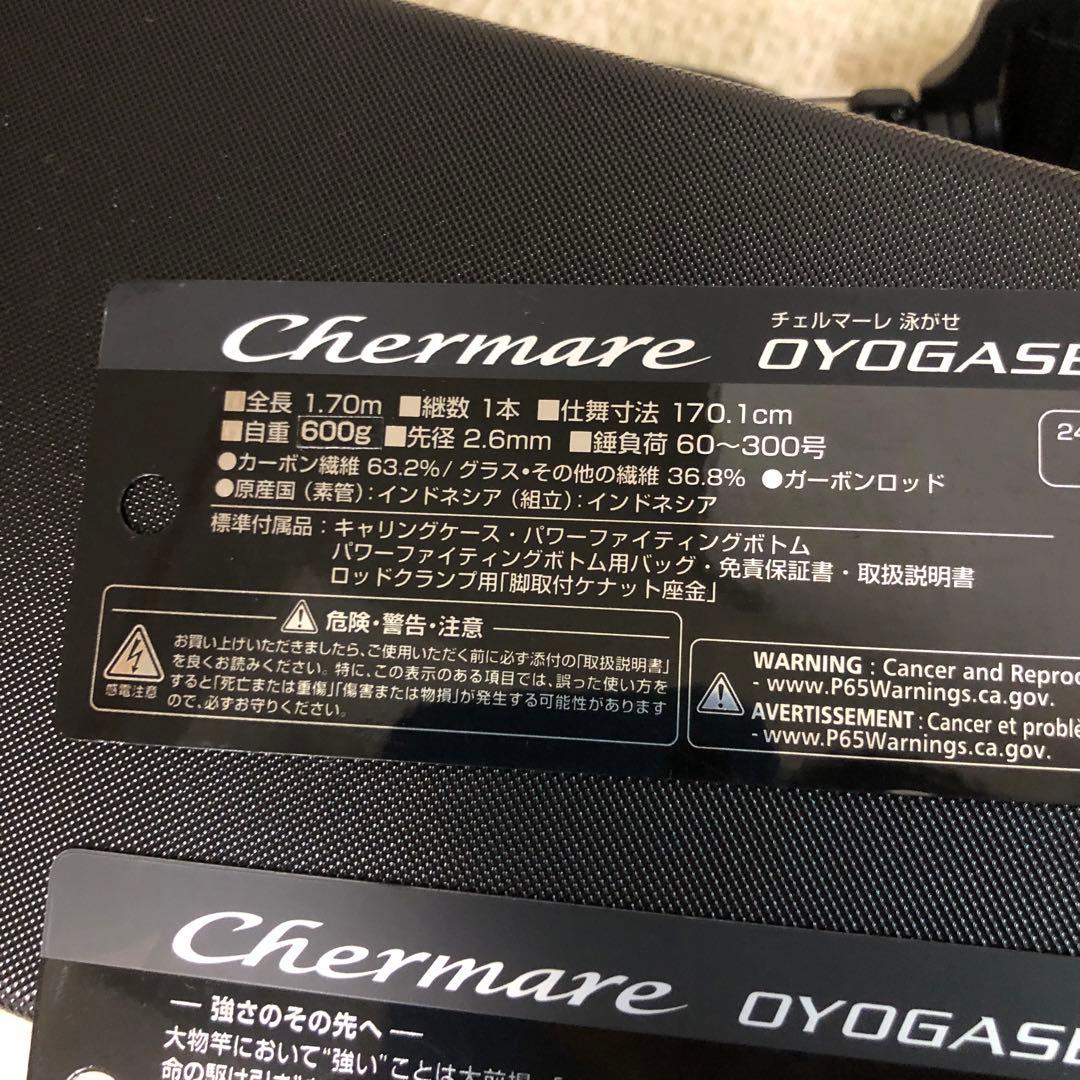 チェルマーレ 泳がせ
Chermare OYOGASE
■全長 1.70m ■継数 1本 ■仕舞寸法 170.1cm
■自重 600g ■先径 2.6mm ■錘負荷 60～300号
24
●カーボン繊維 63.2%/グラス・その他の繊維 36.8% ●カーボンロッド
●原産国（素管）：インドネシア（組立）：インドネシア
標準付属品：キャリングケース・パワーファイティングボトム
パワーファイティングボトム用バッグ・免責保証書・取扱説明書
ロッドクランプ用「脚取付ケナット座金」
危険・警告・注意
感電注意
お買い上げいただきましたら、ご使用いただく前に必ず添付の「取扱説明書」
を良くお読みください。特に、この表示のある項目では、誤った使い方を
すると「死亡または重傷」「傷害または物損」が発生する可能性があります
ので、必ずお守りください。
WARNING : Cancer and Reproc
- www.P65Warnings.ca.gov.
AVERTISSEMENT : Cancer et problè
- www.P65Warnings.ca.gov.
Chermare OYOGASE
― 強さのその先へ ―
大物竿において“強い”ことは大前提
命の駆け引き